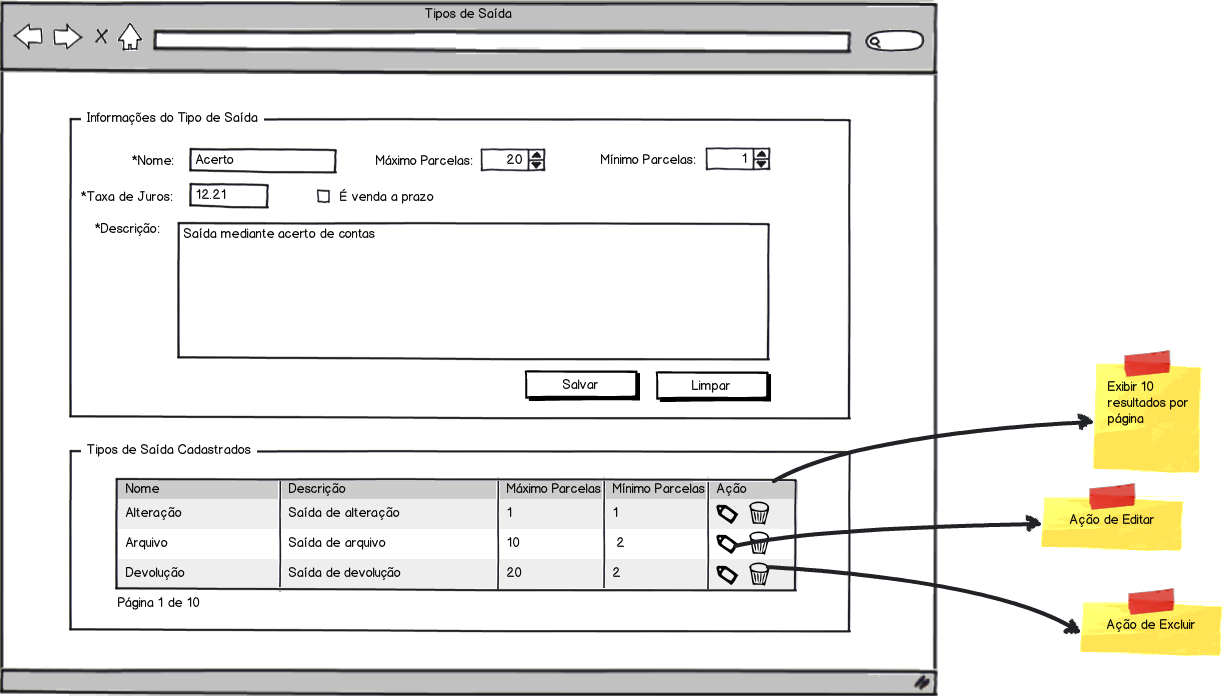 Tipos de Saída
Informações do Tipo de Saída
*Nome: Acerto Máximo Parcelas: 20 Mínimo Parcelas: 1
*Taxa de Juros: 12.21 É venda a prazo
*Descrição: Saída mediante acerto de contas
Salvar Limpar
Tipos de Saída Cadastrados
Nome Descrição Máximo Parcelas Mínimo Parcelas Ação
Alteração Saída de alteração 1 1
Arquivo Saída de arquivo 10 2
Devolução Saída de devolução 20 2
Página 1 de 10
Exibir 10
resultados por
página
Ação de Editar
Ação de Excluir